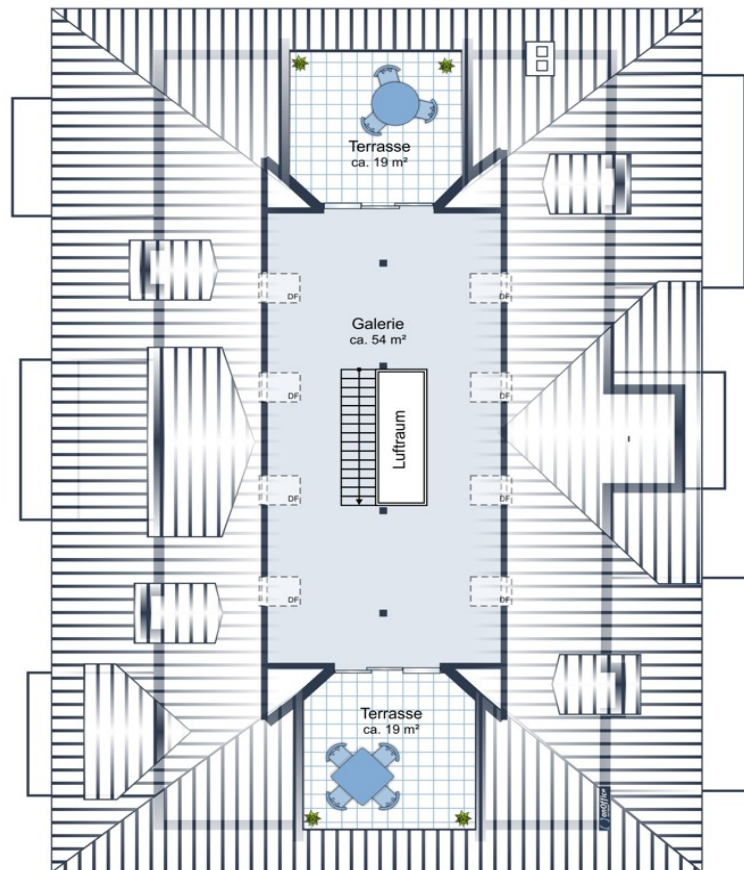 Terrasse
ca. 19 m²
DF
DF
Galerie
ca. 54 m²
DF
DF
Luftraum
DF
DF
DF
DF
Terrasse
ca. 19 m²
onOffice